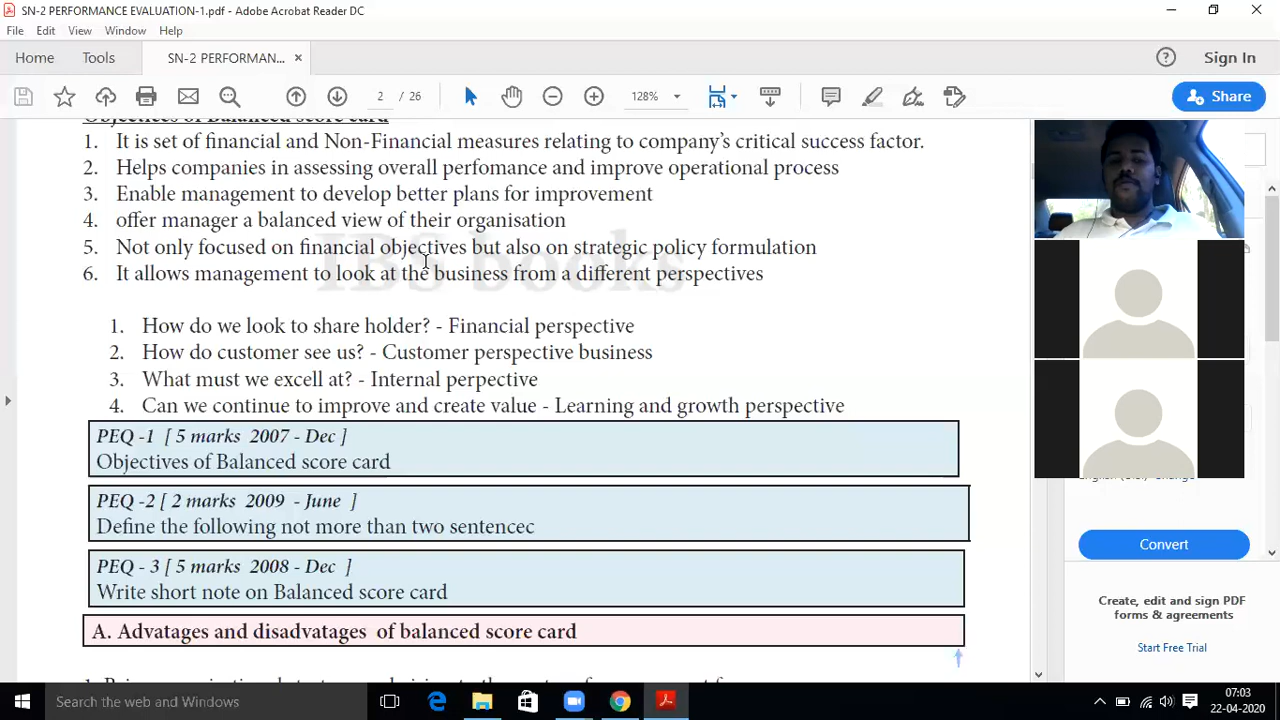 SN-2 PERFORMANCE EVALUATION-1.pdf - Adobe Acrobat Reader DC
File Edit View Window Help
Home Tools SN-2 PERFORMAN... × Sign In
2 / 26 128% Share
Objectices of Balanced score card
1. It is set of financial and Non-Financial measures relating to company's critical success factor.
2. Helps companies in assessing overall perfomance and improve operational process
3. Enable management to develop better plans for improvement
4. offer manager a balanced view of their organisation
5. Not only focused on financial objectives but also on strategic policy formulation
6. It allows management to look at the business from a different perspectives
IBS books
1. How do we look to share holder? - Financial perspective
2. How do customer see us? - Customer perspective business
3. What must we excell at? - Internal perpective
4. Can we continue to improve and create value - Learning and growth perspective
PEQ -1 [ 5 marks 2007 - Dec ]
Objectives of Balanced score card
PEQ -2 [ 2 marks 2009 - June ]
Define the following not more than two sentencec
PEQ - 3 [ 5 marks 2008 - Dec ]
Write short note on Balanced score card
A. Advatages and disadvatages of balanced score card
Convert
Create, edit and sign PDF
forms & agreements
Start Free Trial
Search the web and Windows
07:03
22-04-2020